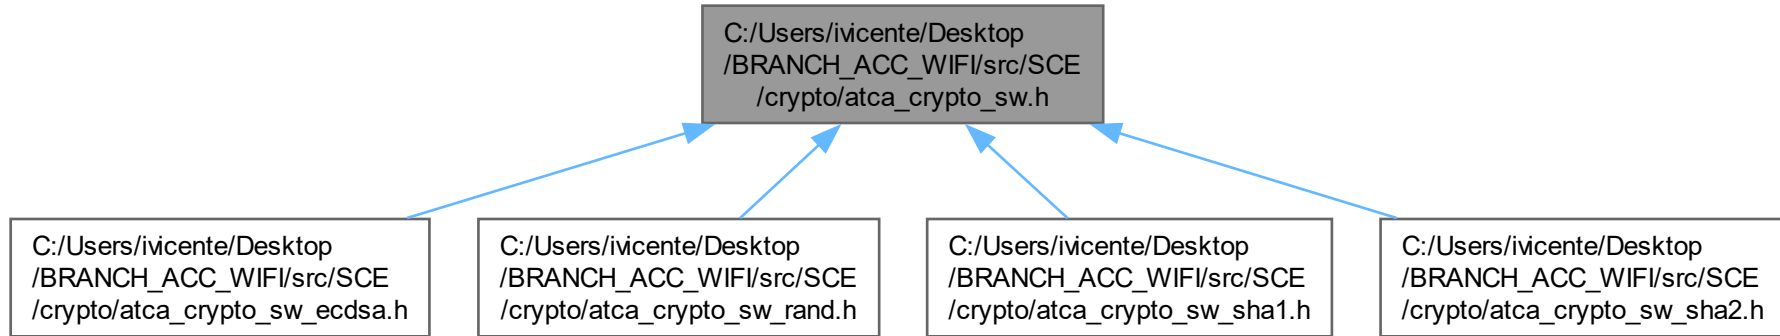 C:/Users/ivicente/Desktop
/BRANCH_ACC_WIFI/src/SCE
/crypto/atca_crypto_sw.h
C:/Users/ivicente/Desktop
/BRANCH_ACC_WIFI/src/SCE
/crypto/atca_crypto_sw_ecdsa.h
C:/Users/ivicente/Desktop
/BRANCH_ACC_WIFI/src/SCE
/crypto/atca_crypto_sw_rand.h
C:/Users/ivicente/Desktop
/BRANCH_ACC_WIFI/src/SCE
/crypto/atca_crypto_sw_sha1.h
C:/Users/ivicente/Desktop
/BRANCH_ACC_WIFI/src/SCE
/crypto/atca_crypto_sw_sha2.h